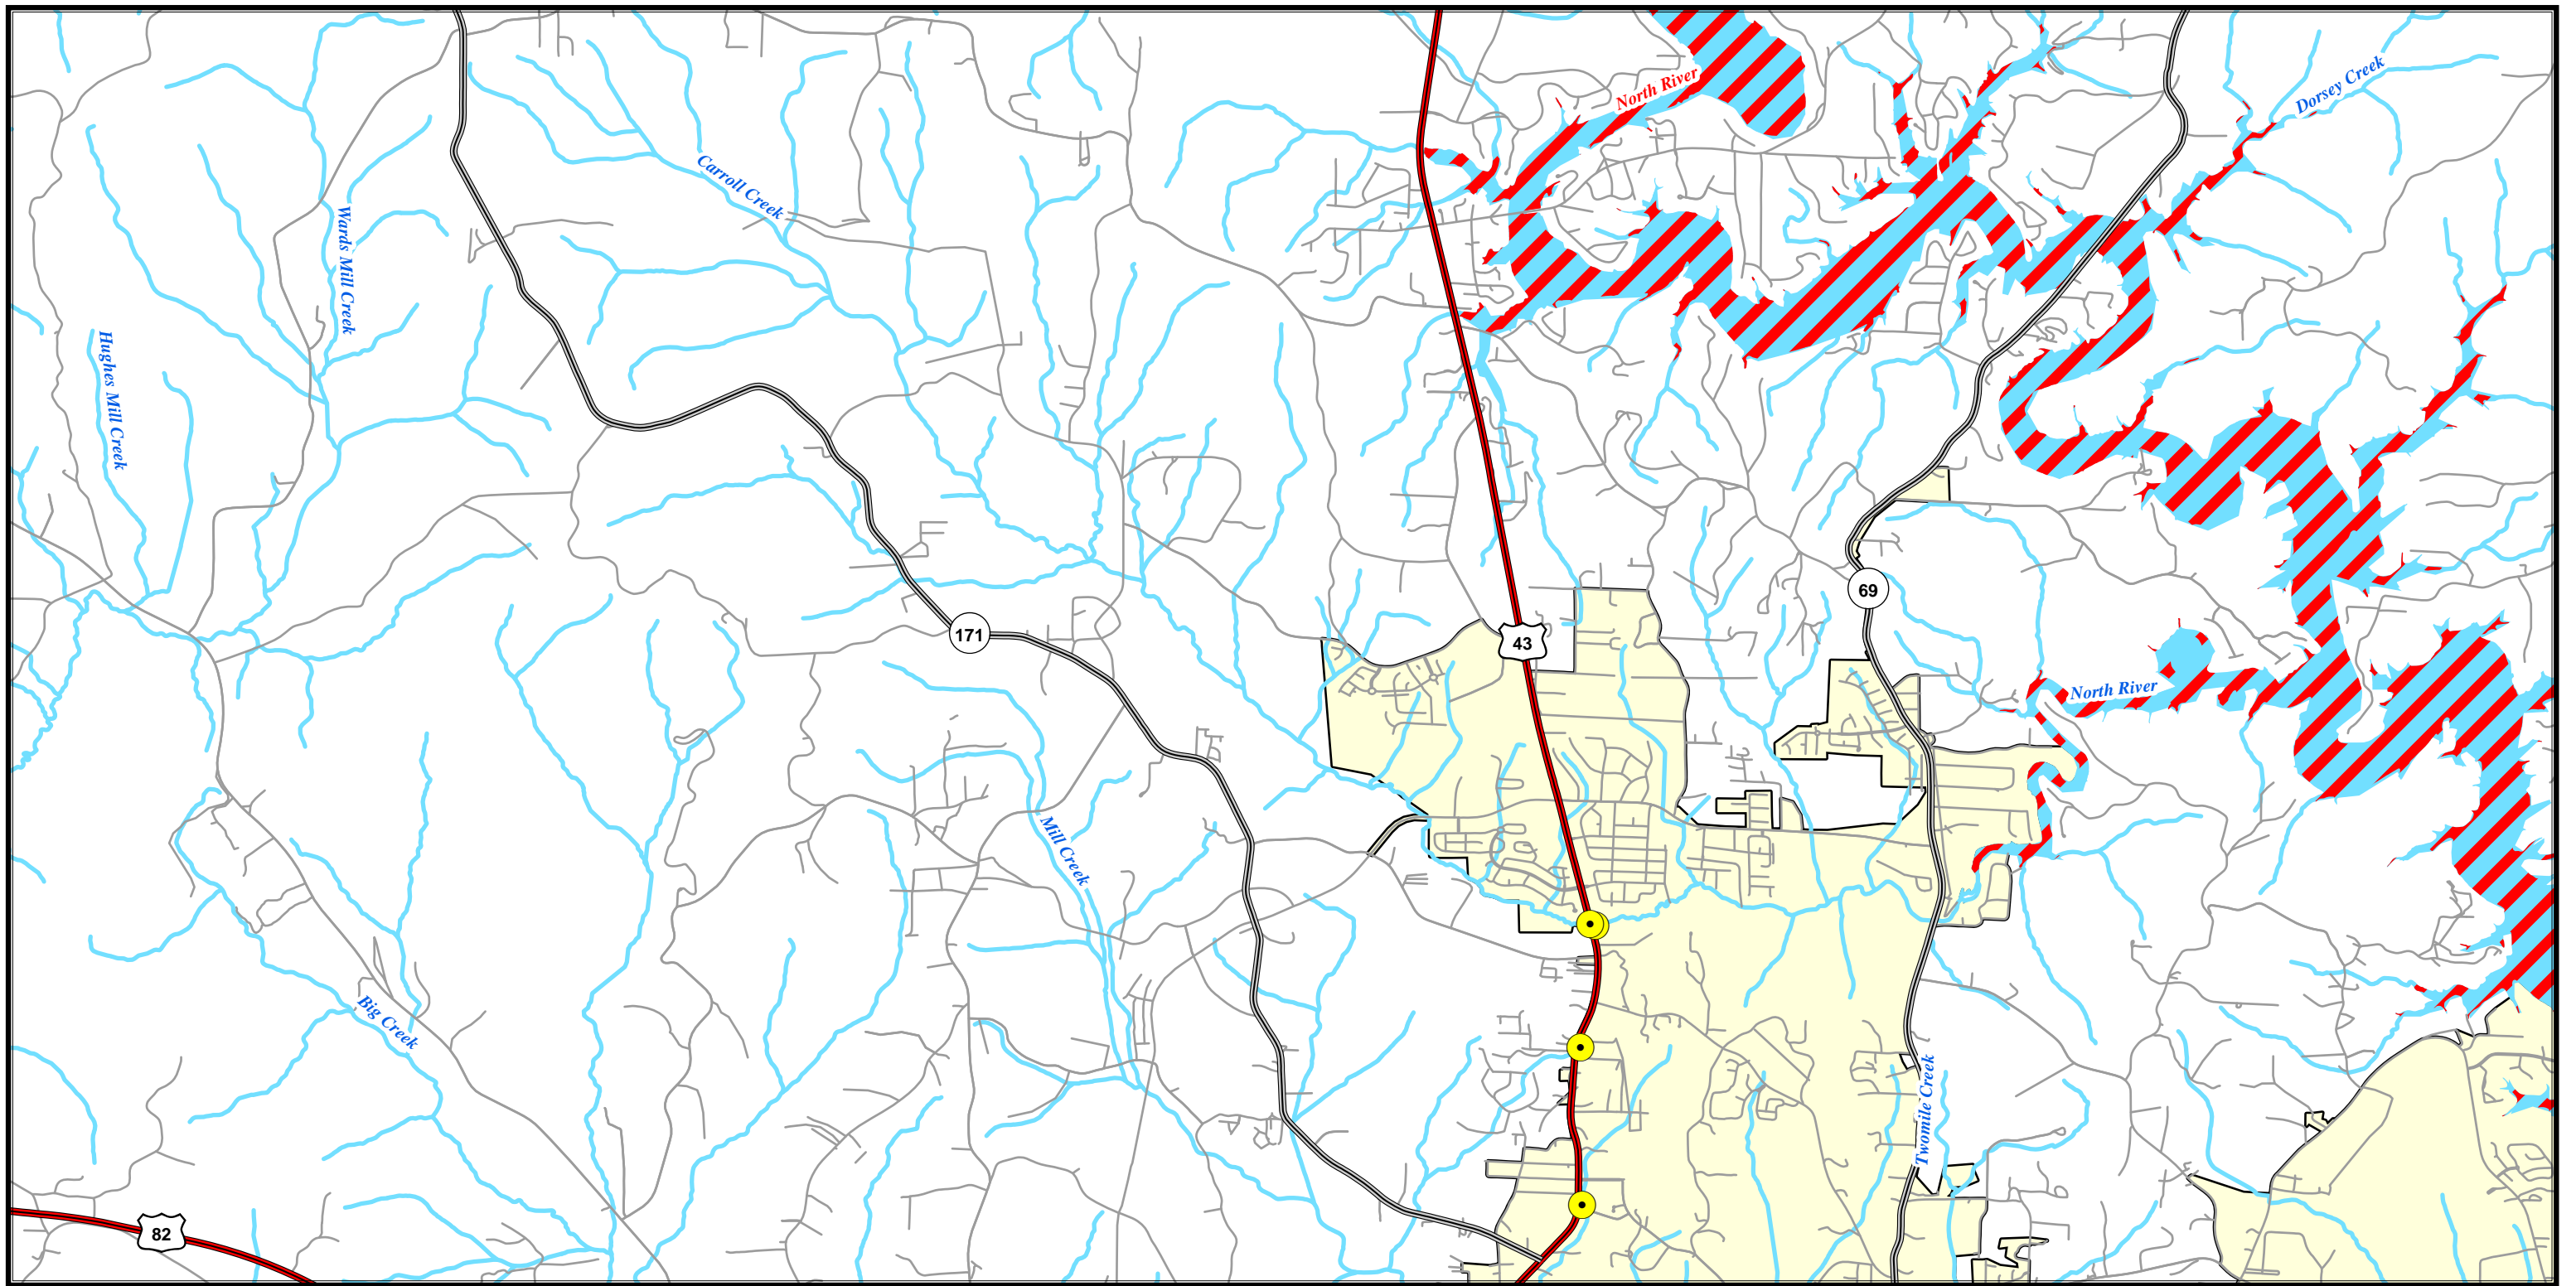 North River
Dorsey Creek
Carroll Creek
Wards Mill Creek
Hughes Mill Creek
69
171
43
North River
Mill Creek
Big Creek
Twomile Creek
82